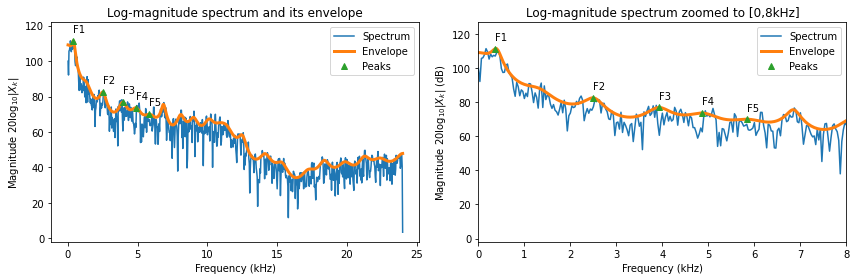 Log-magnitude spectrum and its envelope
120
100
80
60
40
20
0
Magnitude 20log₁₀|Xₖ|
F1
F2
F3
F4
F5
Spectrum
Envelope
Peaks
0
5
10
15
20
25
Frequency (kHz)
Log-magnitude spectrum zoomed to [0,8kHz]
120
100
80
60
40
20
0
Magnitude 20log₁₀|Xₖ| (dB)
F1
F2
F3
F4
F5
Spectrum
Envelope
Peaks
0
1
2
3
4
5
6
7
8
Frequency (kHz)